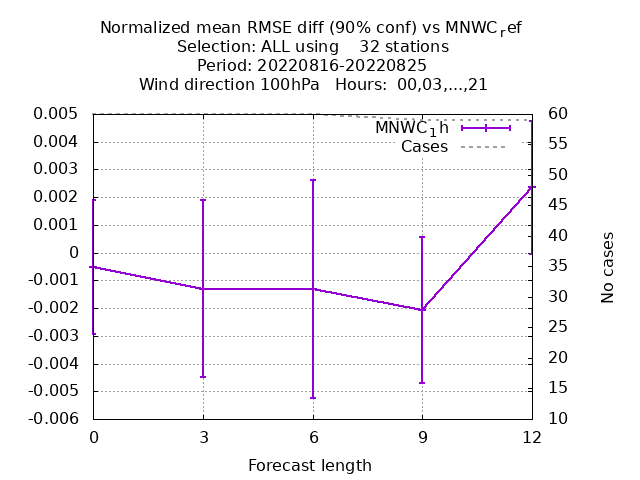 Normalized mean RMSE diff (90% conf) vs MNWC_ref
Selection: ALL using    32 stations
Period: 20220816-20220825
Wind direction 100hPa   Hours:  00,03,...,21
MNWC_1h
Cases
0.005
0.004
0.003
0.002
0.001
0
-0.001
-0.002
-0.003
-0.004
-0.005
-0.006
60
55
50
45
40
35
30
25
20
15
10
No cases
0 3 6 9 12
Forecast length